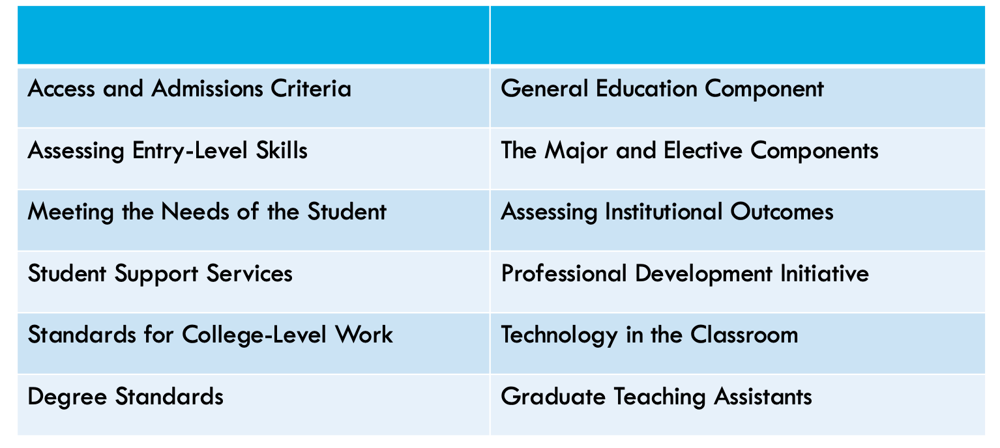 Access and Admissions Criteria
General Education Component
Assessing Entry-Level Skills
The Major and Elective Components
Meeting the Needs of the Student
Assessing Institutional Outcomes
Student Support Services
Professional Development Initiative
Standards for College-Level Work
Technology in the Classroom
Degree Standards
Graduate Teaching Assistants